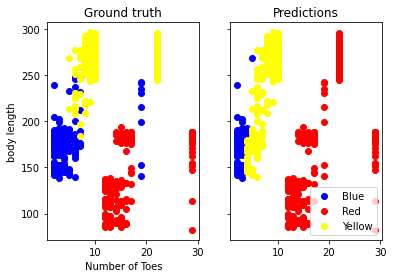 Ground truth
Predictions
300
250
200
150
100
body length
10
20
30
Number of Toes
10
20
30
Blue
Red
Yellow